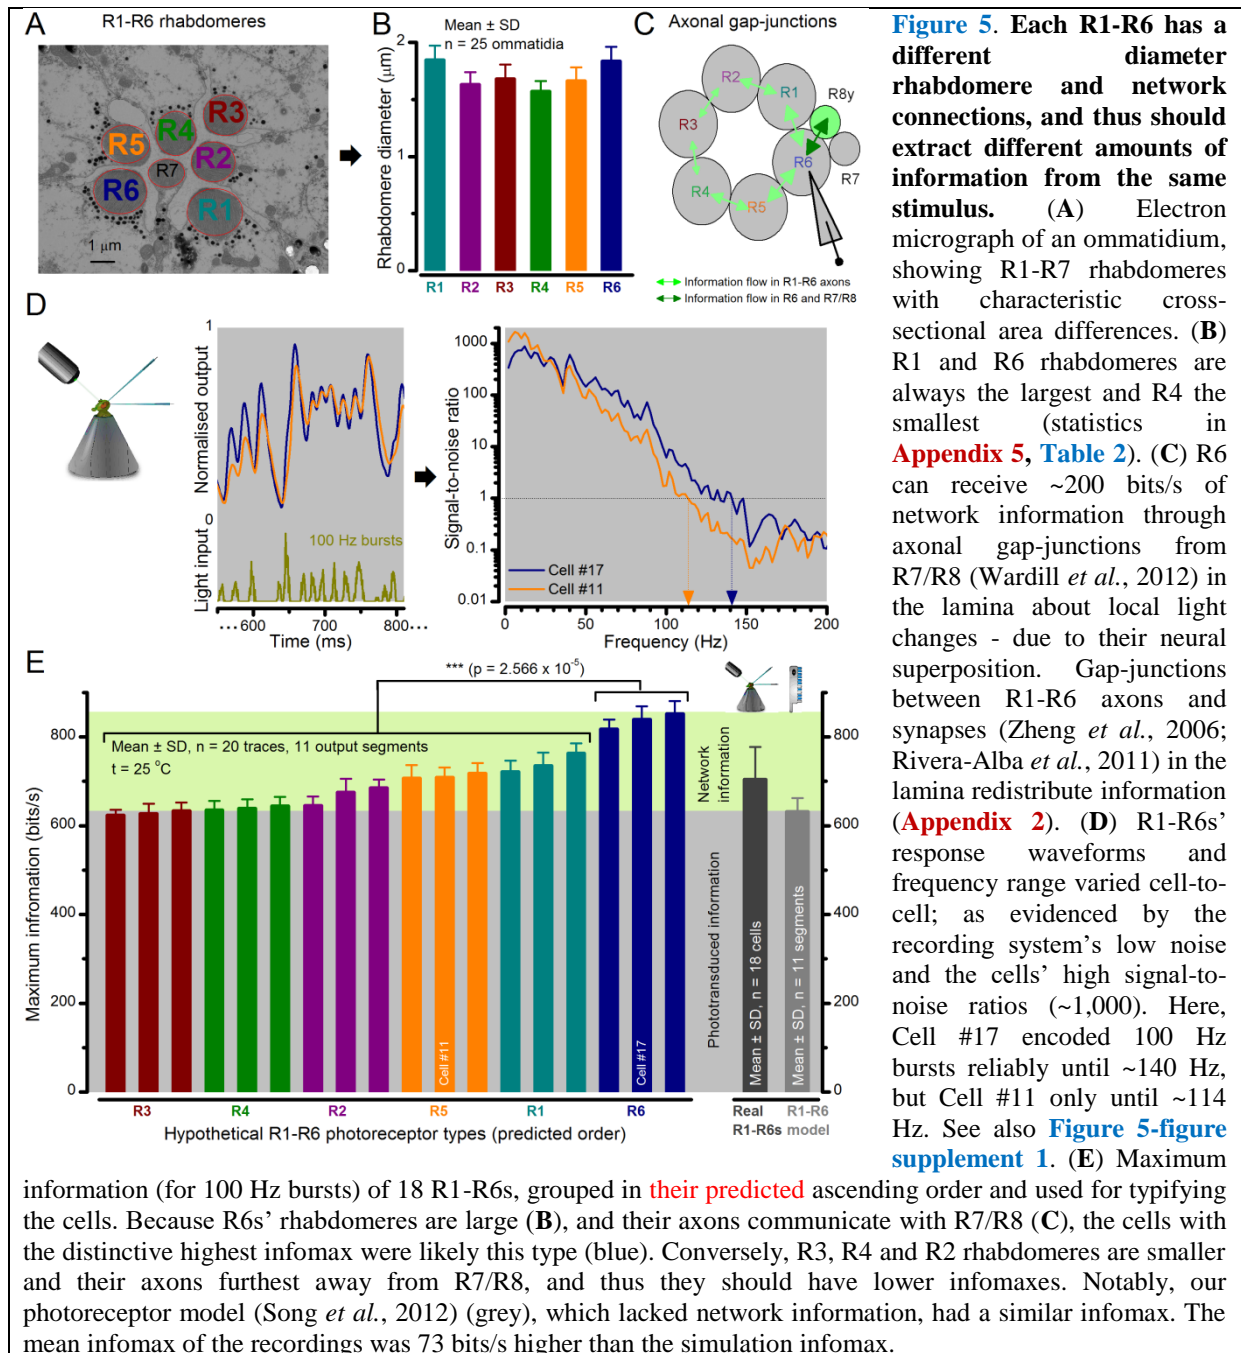 A
R1-R6 rhabdomeres
R3
R4
R5
R2
R7
R6
R1
1 μm
B
Mean ± SD
n = 25 ommatidia
Rhabdomere diameter (μm)
2
1
0
R1 R2 R3 R4 R5 R6
C
Axonal gap-junctions
R2
R1
R8y
R3
R6
R7
R4
R5
Information flow in R1-R6 axons
Information flow in R6 and R7/R8
D
Normalised output
1
0
Light input
100 Hz bursts
...600 700 800...
Time (ms)
Signal-to-noise ratio
1000
100
10
1
0.1
0.01
Cell #17
Cell #11
0 50 100 150 200
Frequency (Hz)
E
*** (p = 2.566 x 10⁻⁵)
Mean ± SD, n = 20 traces, 11 output segments
t = 25 °C
Maximum infromation (bits/s)
800
600
400
200
0
Cell #11
Cell #17
Network
information
Phototransduced information
Mean ± SD, n = 18 cells
Mean ± SD, n = 11 segments
800
600
400
200
0
R3 R4 R2 R5 R1 R6
Hypothetical R1-R6 photoreceptor types (predicted order)
Real R1-R6
R1-R6s model
Figure 5. Each R1-R6 has a
different diameter
rhabdomere and network
connections, and thus should
extract different amounts of
information from the same
stimulus. (A) Electron
micrograph of an ommatidium,
showing R1-R7 rhabdomeres
with characteristic cross-
sectional area differences. (B)
R1 and R6 rhabdomeres are
always the largest and R4 the
smallest (statistics in
Appendix 5, Table 2). (C) R6
can receive ~200 bits/s of
network information through
axonal gap-junctions from
R7/R8 (Wardill et al., 2012) in
the lamina about local light
changes - due to their neural
superposition. Gap-junctions
between R1-R6 axons and
synapses (Zheng et al., 2006;
Rivera-Alba et al., 2011) in the
lamina redistribute information
(Appendix 2). (D) R1-R6s'
response waveforms and
frequency range varied cell-to-
cell; as evidenced by the
recording system's low noise
and the cells' high signal-to-
noise ratios (~1,000). Here,
Cell #17 encoded 100 Hz
bursts reliably until ~140 Hz,
but Cell #11 only until ~114
Hz. See also Figure 5-figure
supplement 1. (E) Maximum
information (for 100 Hz bursts) of 18 R1-R6s, grouped in their predicted ascending order and used for typifying
the cells. Because R6s' rhabdomeres are large (B), and their axons communicate with R7/R8 (C), the cells with
the distinctive highest infomax were likely this type (blue). Conversely, R3, R4 and R2 rhabdomeres are smaller
and their axons furthest away from R7/R8, and thus they should have lower infomaxes. Notably, our
photoreceptor model (Song et al., 2012) (grey), which lacked network information, had a similar infomax. The
mean infomax of the recordings was 73 bits/s higher than the simulation infomax.